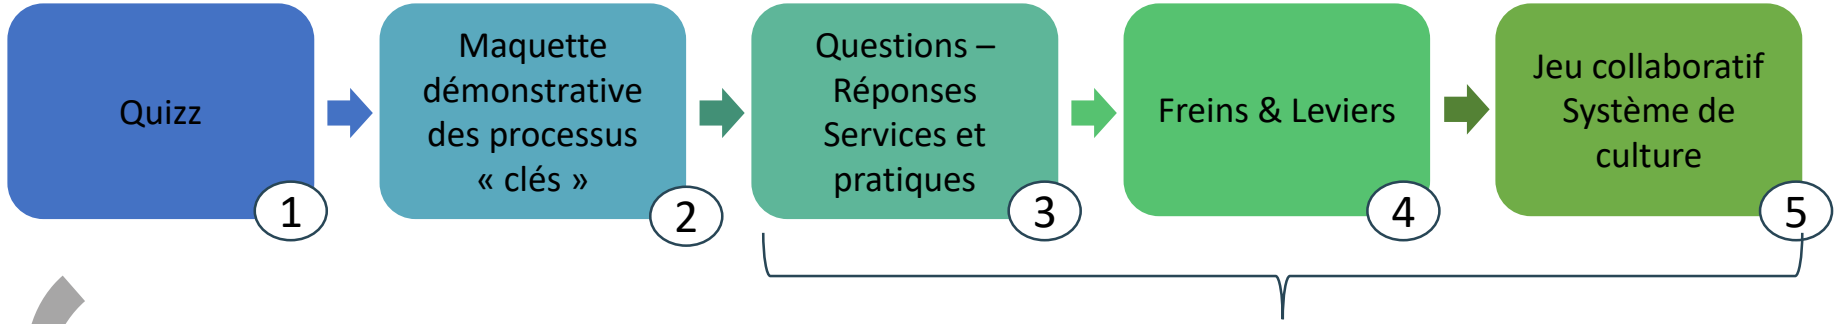 Quizz
1
Maquette
démonstrative
des processus
« clés »
2
Questions –
Réponses
Services et
pratiques
3
Freins & Leviers
4
Jeu collaboratif
Système de
culture
5